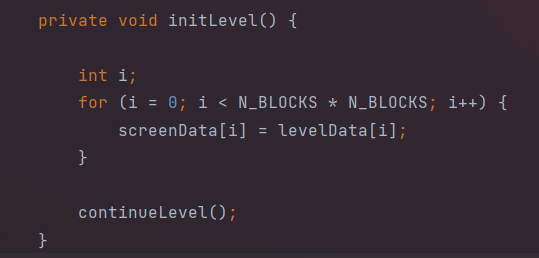 private void initLevel() {
int i;
for (i = 0; i < N_BLOCKS * N_BLOCKS; i++) {
screenData[i] = levelData[i];
}
continueLevel();
}